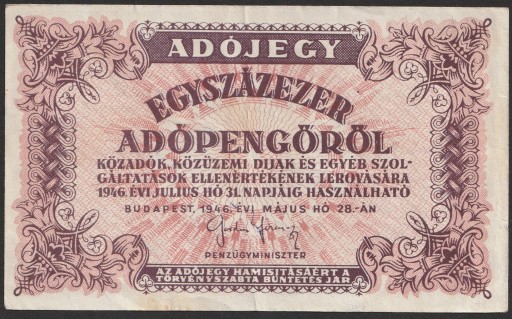 ADÓJEGY
EGYSZÁZEZER
ADÓPENGŐRŐL
KÖZADÓK, KÖZÜZEMI DIJAK ÉS EGYÉB SZOL-
GÁLTATÁSOK ELLENÉRTÉKÉNEK LEROVÁSÁRA
1946. ÉVI JULIUS HÓ 31. NAPJÁIG HASZNÁLHATÓ
BUDAPEST, 1946. ÉVI MÁJUS HÓ 28.-ÁN
PENZÜGYMINISZTER
AZ ADÓJEGY HAMISITÁSÁÉRT A
TÖRVÉNYSZABTA BÜNTETÉS JÁR